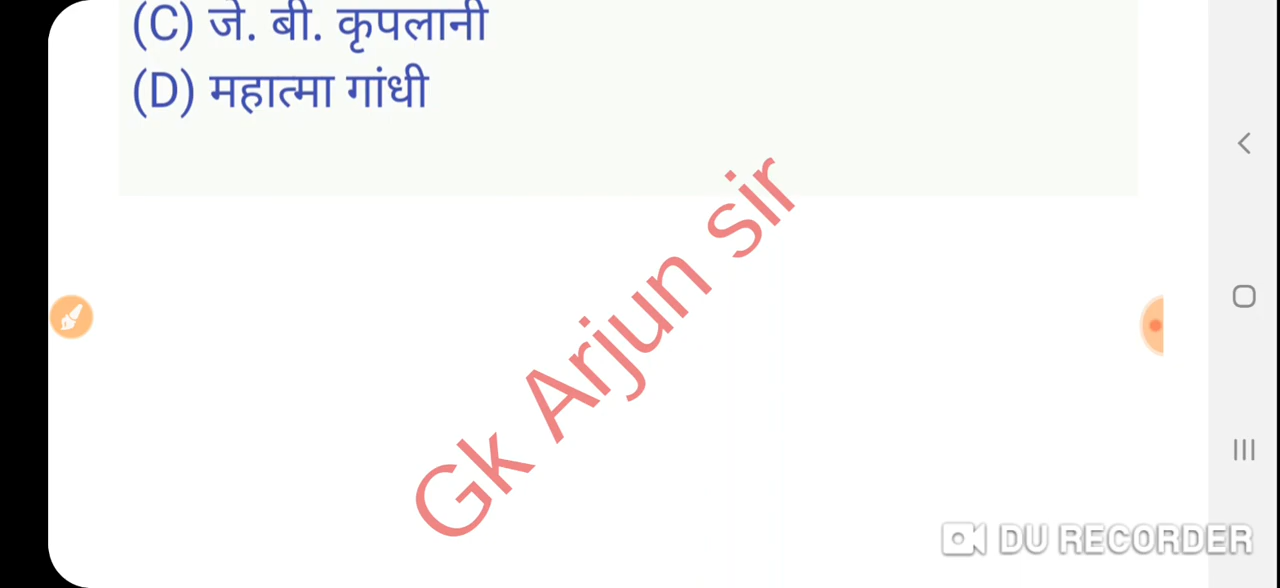 (C) जे. बी. कृपलानी
(D) महात्मा गांधी
Gk Arjun sir
DU RECORDER